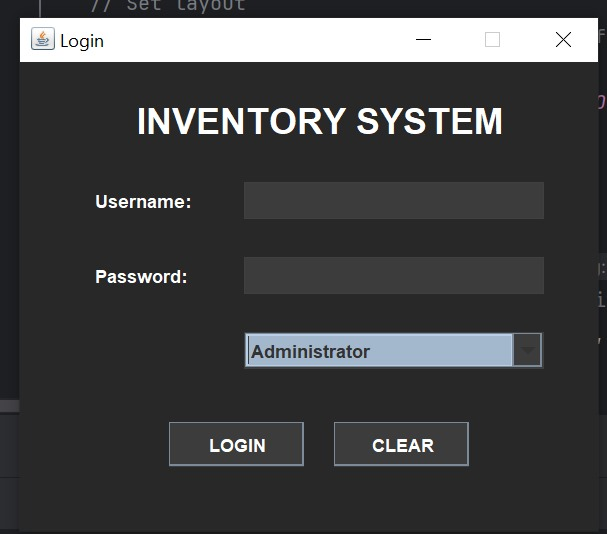 // Set layout
Login
INVENTORY SYSTEM
Username:
Password:
Administrator
LOGIN
CLEAR